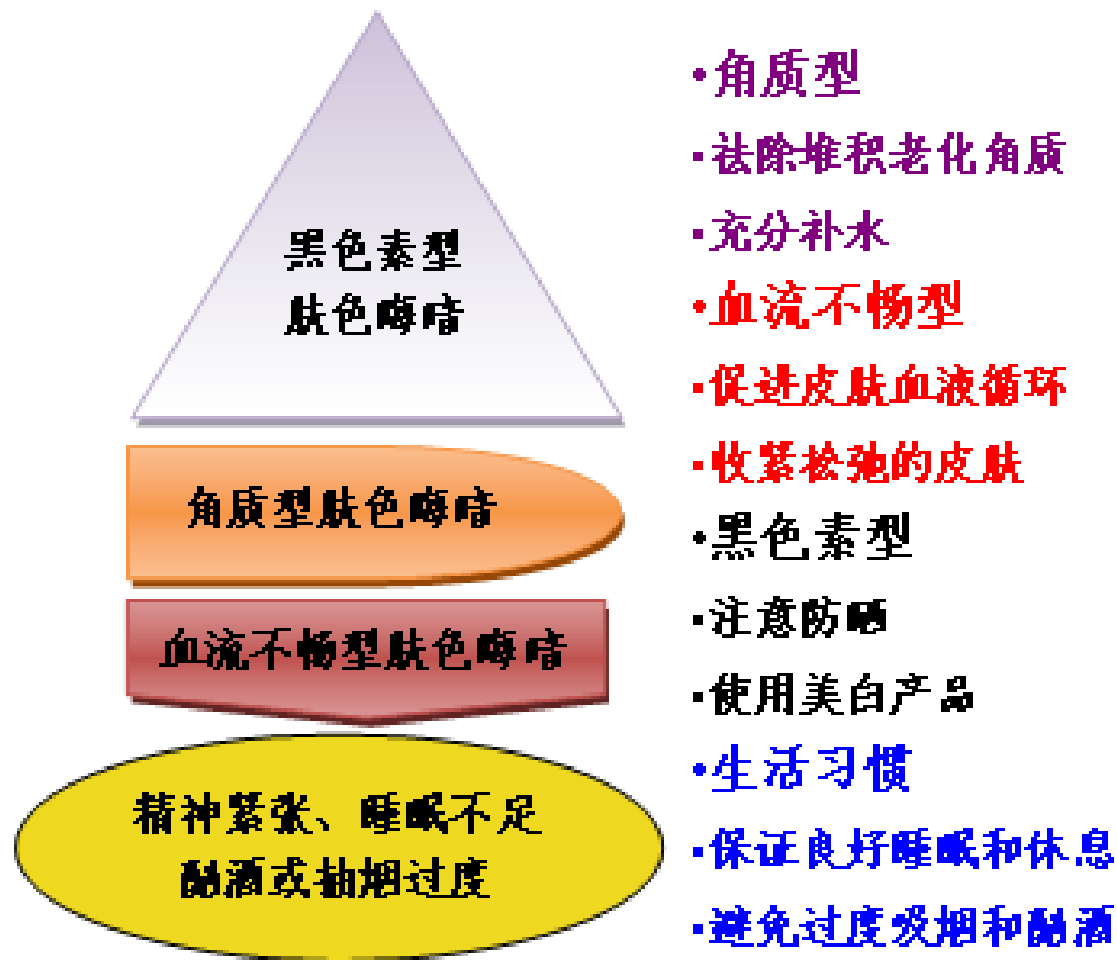 黑色素型
肤色晦暗
角质型肤色晦暗
血流不畅型肤色晦暗
精神紧张、睡眠不足
酗酒或抽烟过度
•角质型
▪祛除堆积老化角质
▪充分补水
•血流不畅型
▪促进皮肤血液循环
▪收紧松弛的皮肤
•黑色素型
▪注意防晒
▪使用美白产品
•生活习惯
▪保证良好睡眠和休息
▪避免过度吸烟和酗酒